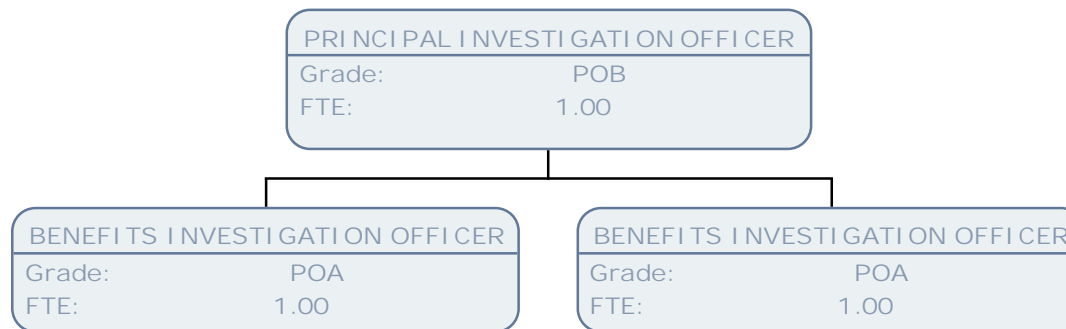 PRINCIPAL INVESTIGATION OFFICER
Grade: POB
FTE: 1.00
BENEFITS INVESTIGATION OFFICER
Grade: POA
FTE: 1.00
BENEFITS INVESTIGATION OFFICER
Grade: POA
FTE: 1.00